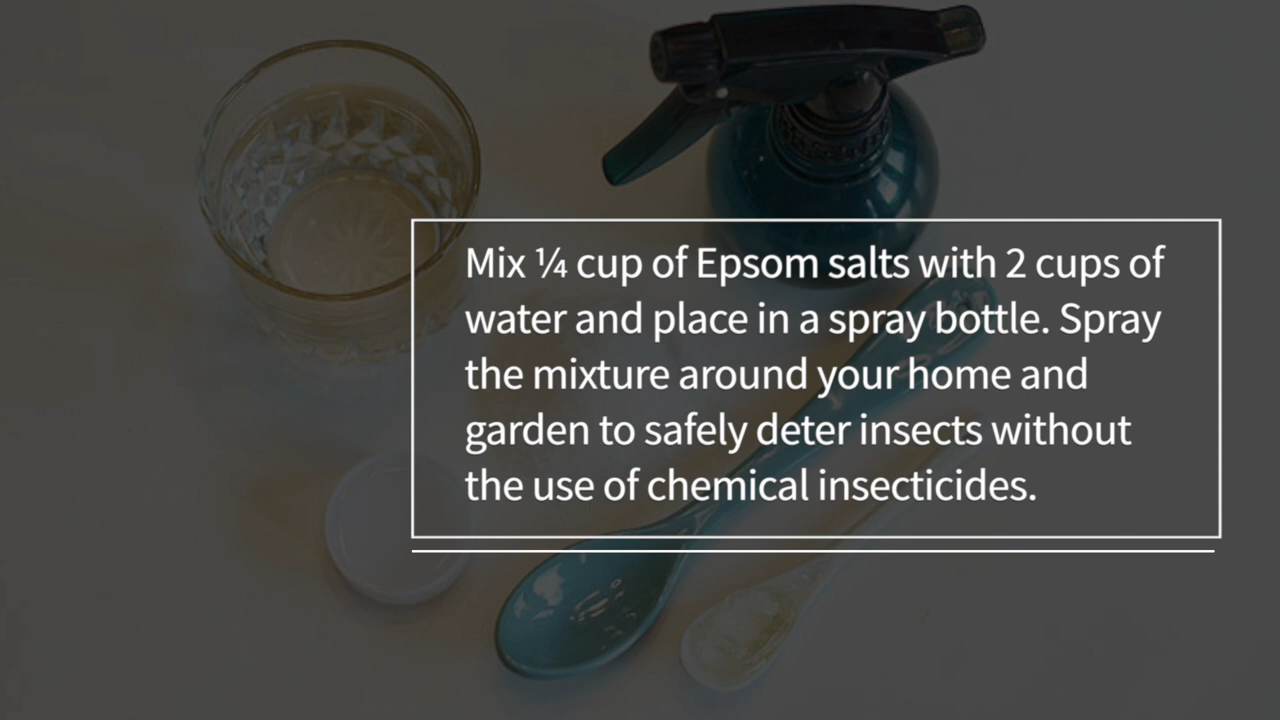 Mix ¼ cup of Epsom salts with 2 cups of
water and place in a spray bottle. Spray
the mixture around your home and
garden to safely deter insects without
the use of chemical insecticides.